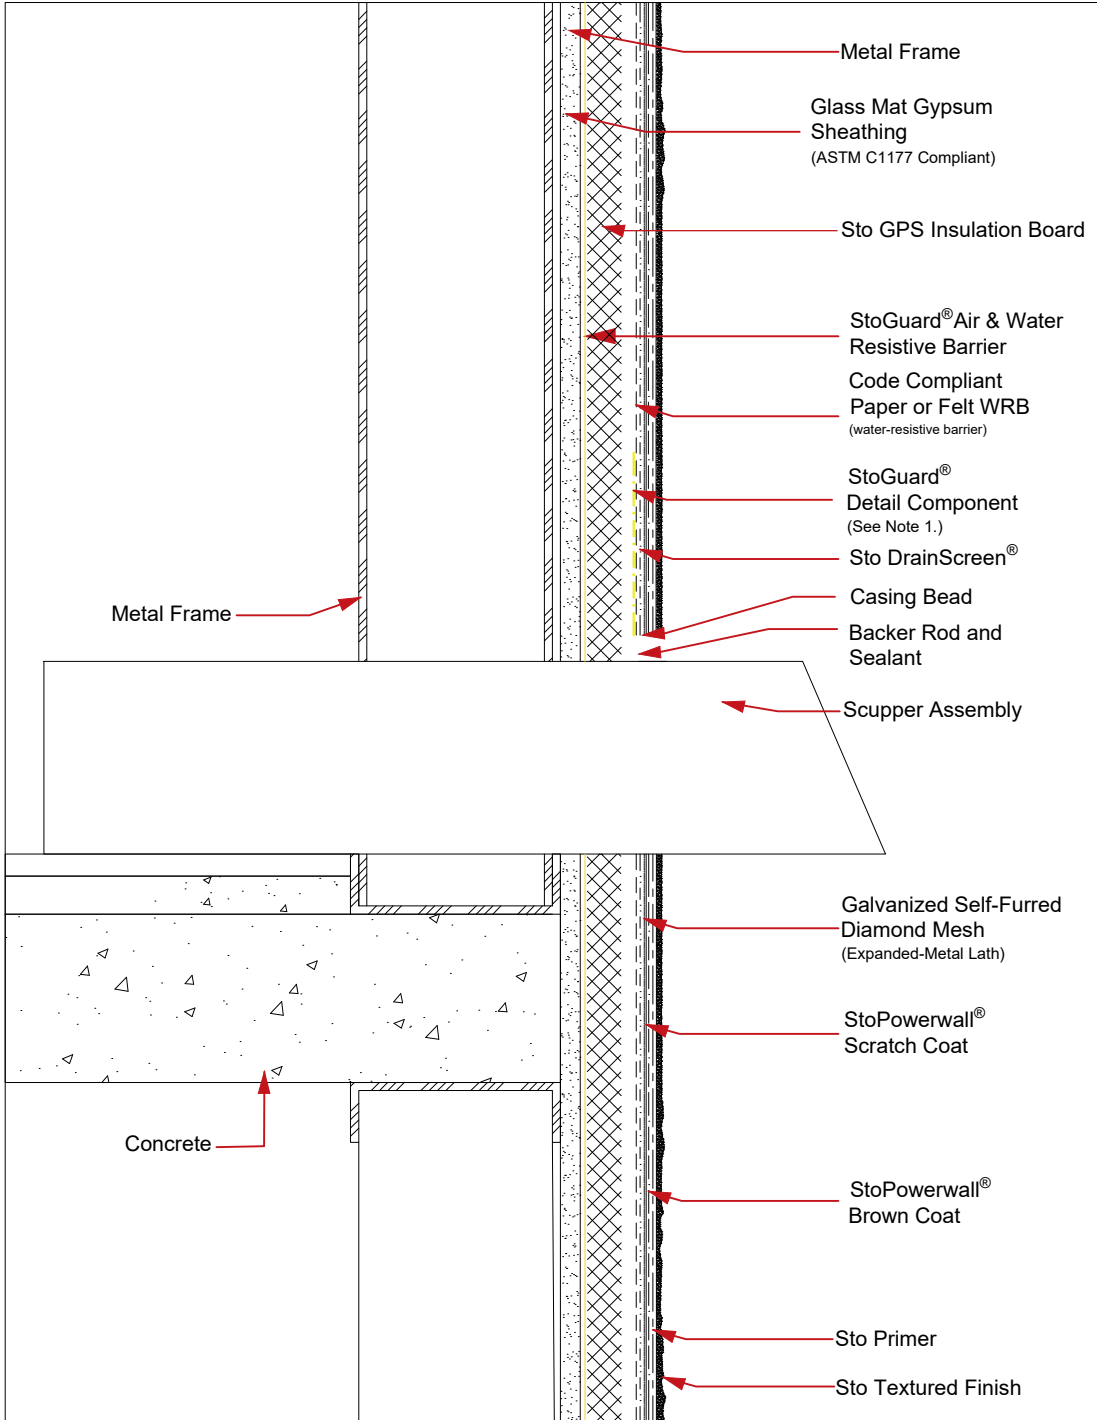 Metal Frame
Glass Mat Gypsum
Sheathing
(ASTM C1177 Compliant)
Sto GPS Insulation Board
StoGuard®Air & Water
Resistive Barrier
Code Compliant
Paper or Felt WRB
(water-resistive barrier)
StoGuard®
Detail Component
(See Note 1.)
Sto DrainScreen®
Casing Bead
Metal Frame
Backer Rod and
Sealant
Scupper Assembly
Galvanized Self-Furred
Diamond Mesh
(Expanded-Metal Lath)
StoPowerwall®
Scratch Coat
Concrete
StoPowerwall®
Brown Coat
Sto Primer
Sto Textured Finish